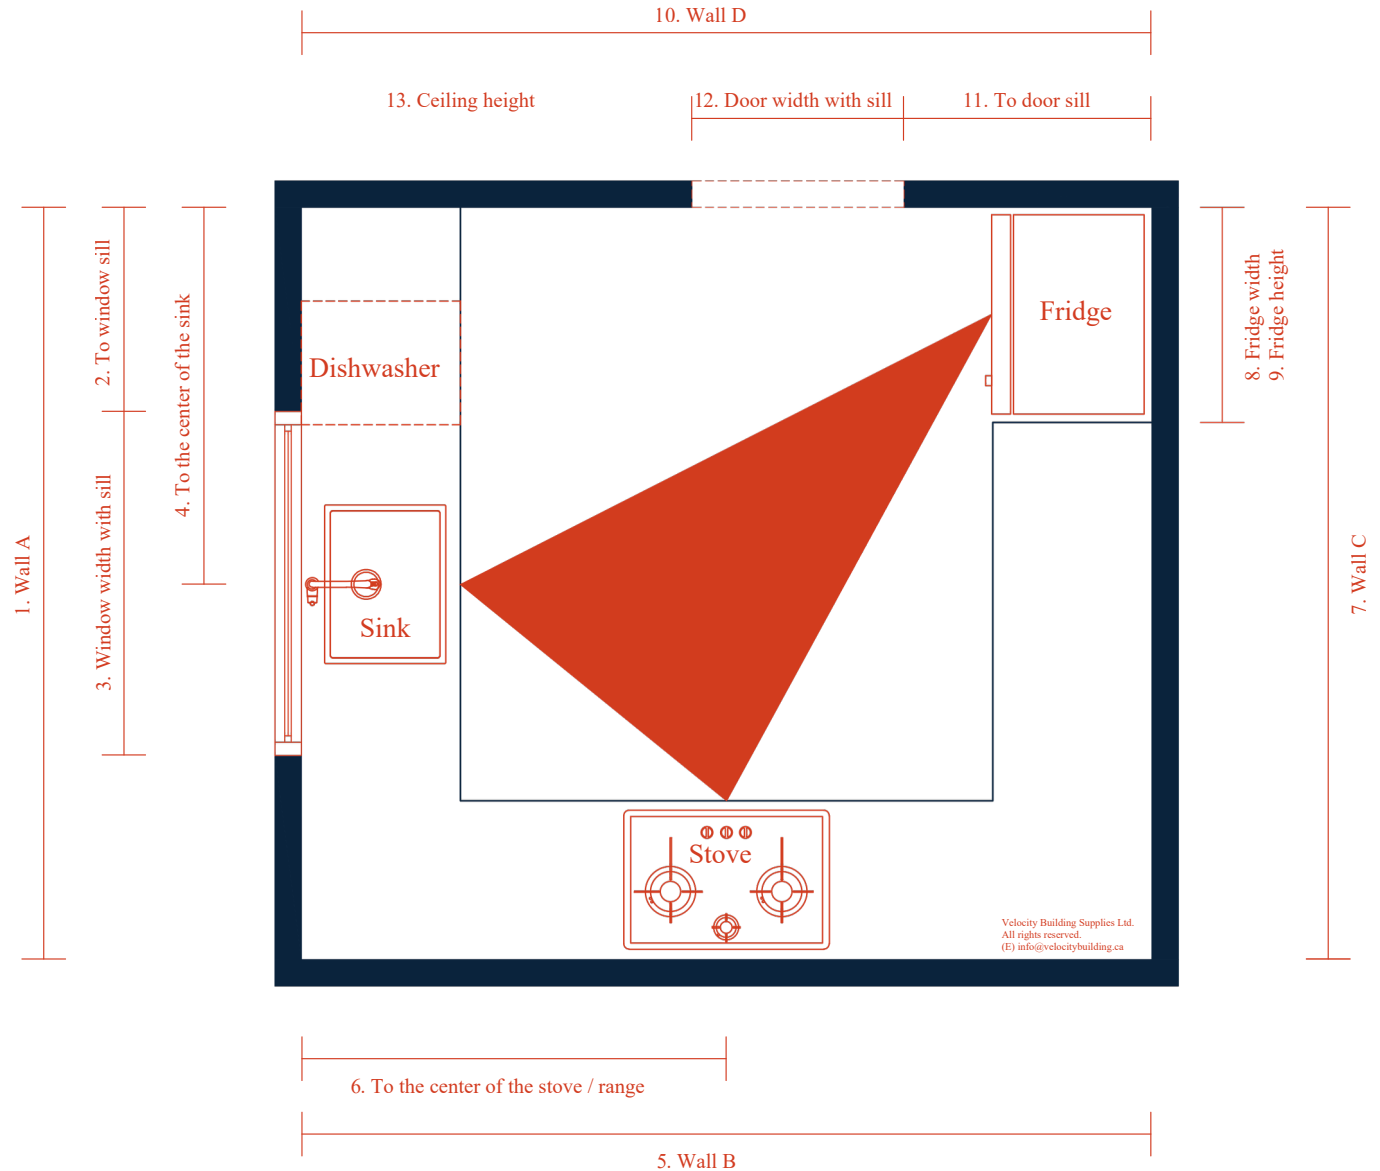 10. Wall D
13. Ceiling height
12. Door width with sill
11. To door sill
1. Wall A
2. To window sill
3. Window width with sill
4. To the center of the sink
Dishwasher
Sink
Fridge
8. Fridge width
9. Fridge height
7. Wall C
Stove
Velocity Building Supplies Ltd.
All rights reserved.
(E) info@velocitybuilding.ca
6. To the center of the stove / range
5. Wall B